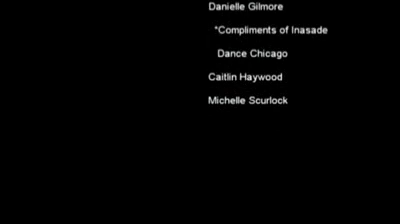 Danielle Gilmore
*Compliments of Inasade
Dance Chicago
Caitlin Haywood
Michelle Scurlock